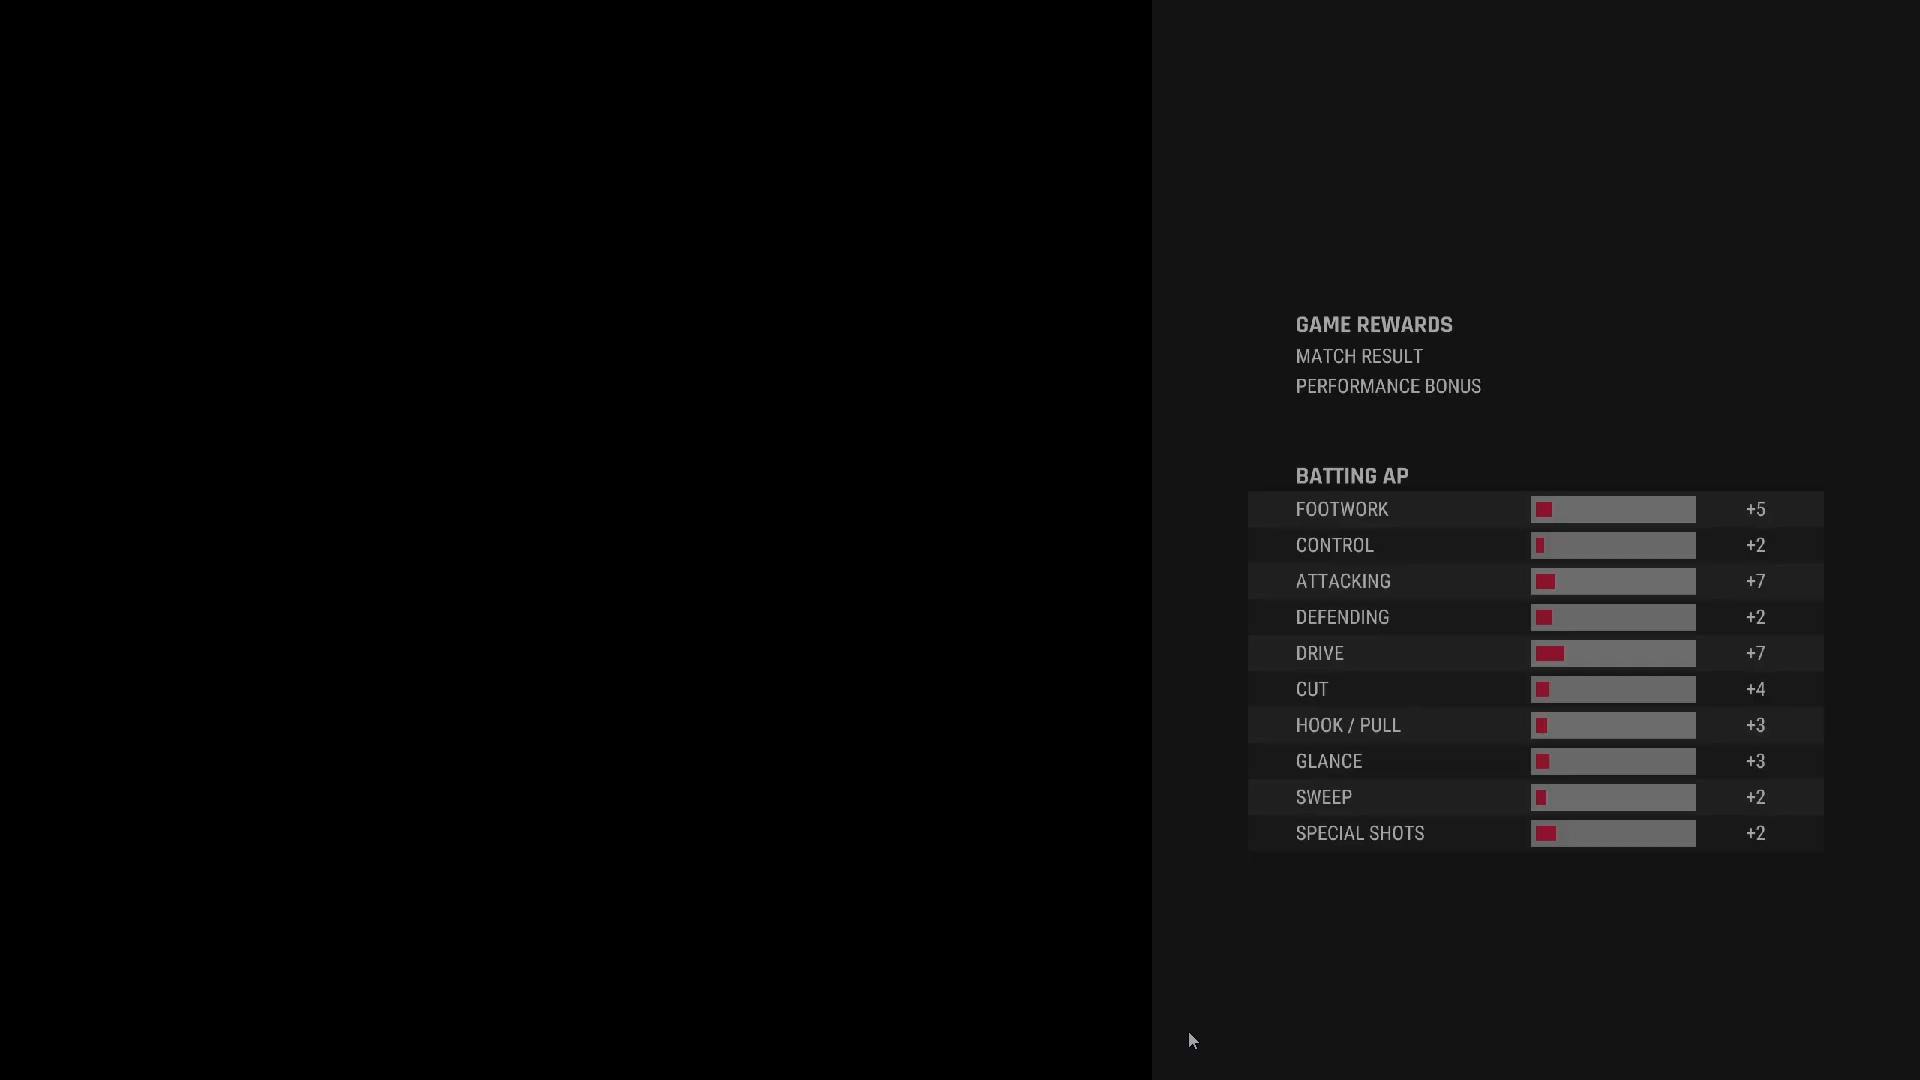 GAME REWARDS
MATCH RESULT
PERFORMANCE BONUS
BATTING AP
FOOTWORK +5
CONTROL +2
ATTACKING +7
DEFENDING +2
DRIVE +7
CUT +4
HOOK / PULL +3
GLANCE +3
SWEEP +2
SPECIAL SHOTS +2